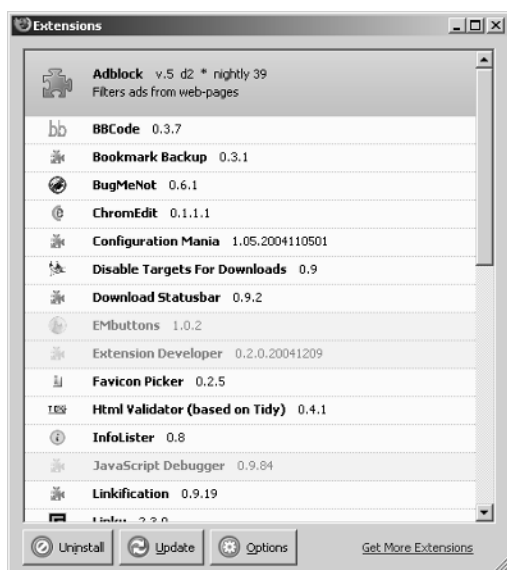 Extensions
Adblock v.5 d2 * nightly 39
Filters ads from web-pages
bb BBCode 0.3.7
Bookmark Backup 0.3.1
BugMeNot 0.6.1
ChromEdit 0.1.1.1
Configuration Mania 1.05.2004110501
Disable Targets For Downloads 0.9
Download Statusbar 0.9.2
EMbuttons 1.0.2
Extension Developer 0.2.0.20041209
Favicon Picker 0.2.5
Html Validator (based on Tidy) 0.4.1
InfoLister 0.8
JavaScript Debugger 0.9.84
Linkification 0.9.19
Uninstall Update Options Get More Extensions